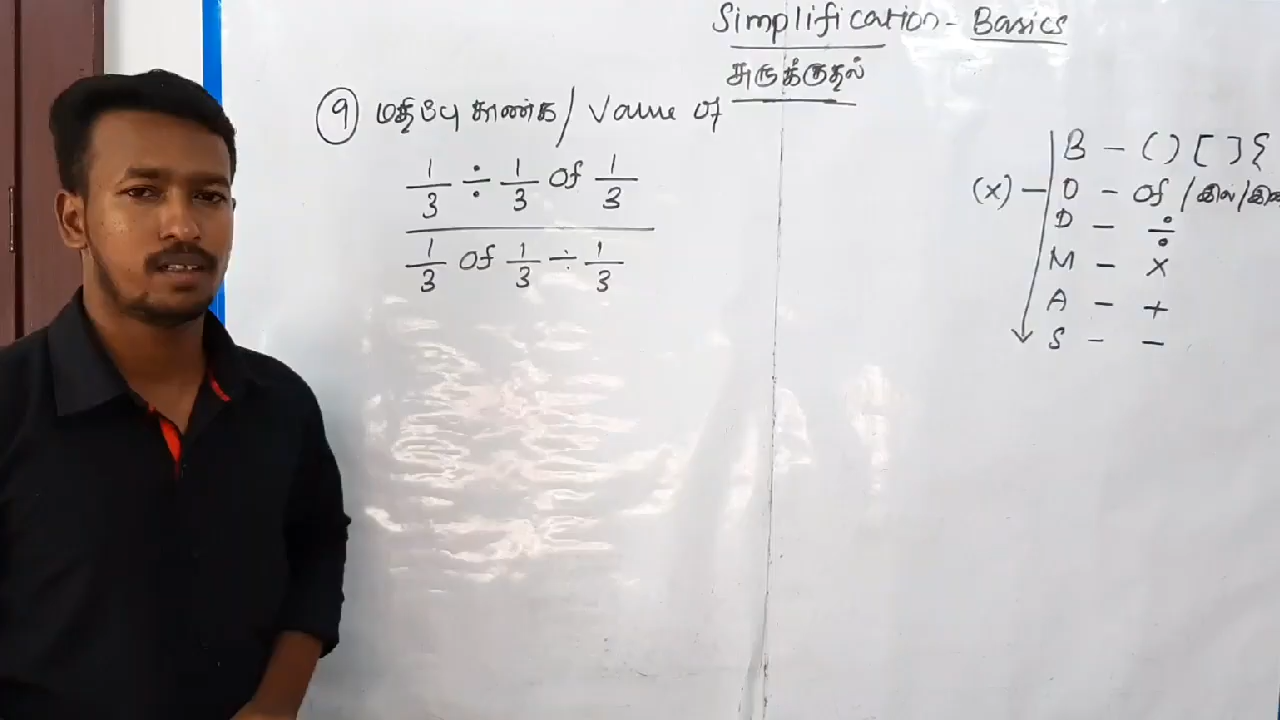 Simplification - Basics
சுருக்குதல்
9 மதிப்பு காண்க / Value of
1/3 ÷ 1/3 of 1/3
1/3 of 1/3 ÷ 1/3
B - ( ) [ ] {
(x) - O - of / இல் /
D - ÷
M - x
A - +
S - -